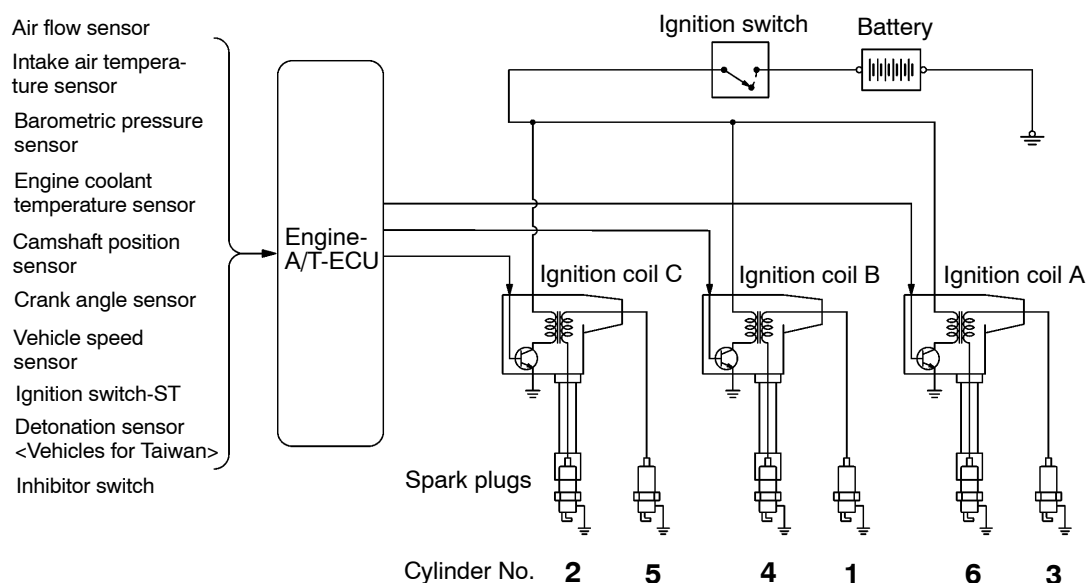 Air flow sensor
Intake air tempera-
ture sensor
Barometric pressure
sensor
Engine coolant
temperature sensor
Camshaft position
sensor
Crank angle sensor
Vehicle speed
sensor
Ignition switch-ST
Detonation sensor
<Vehicles for Taiwan>
Inhibitor switch
Engine-
A/T-ECU
Ignition switch
Battery
Ignition coil C
Ignition coil B
Ignition coil A
Spark plugs
Cylinder No. 2 5 4 1 6 3